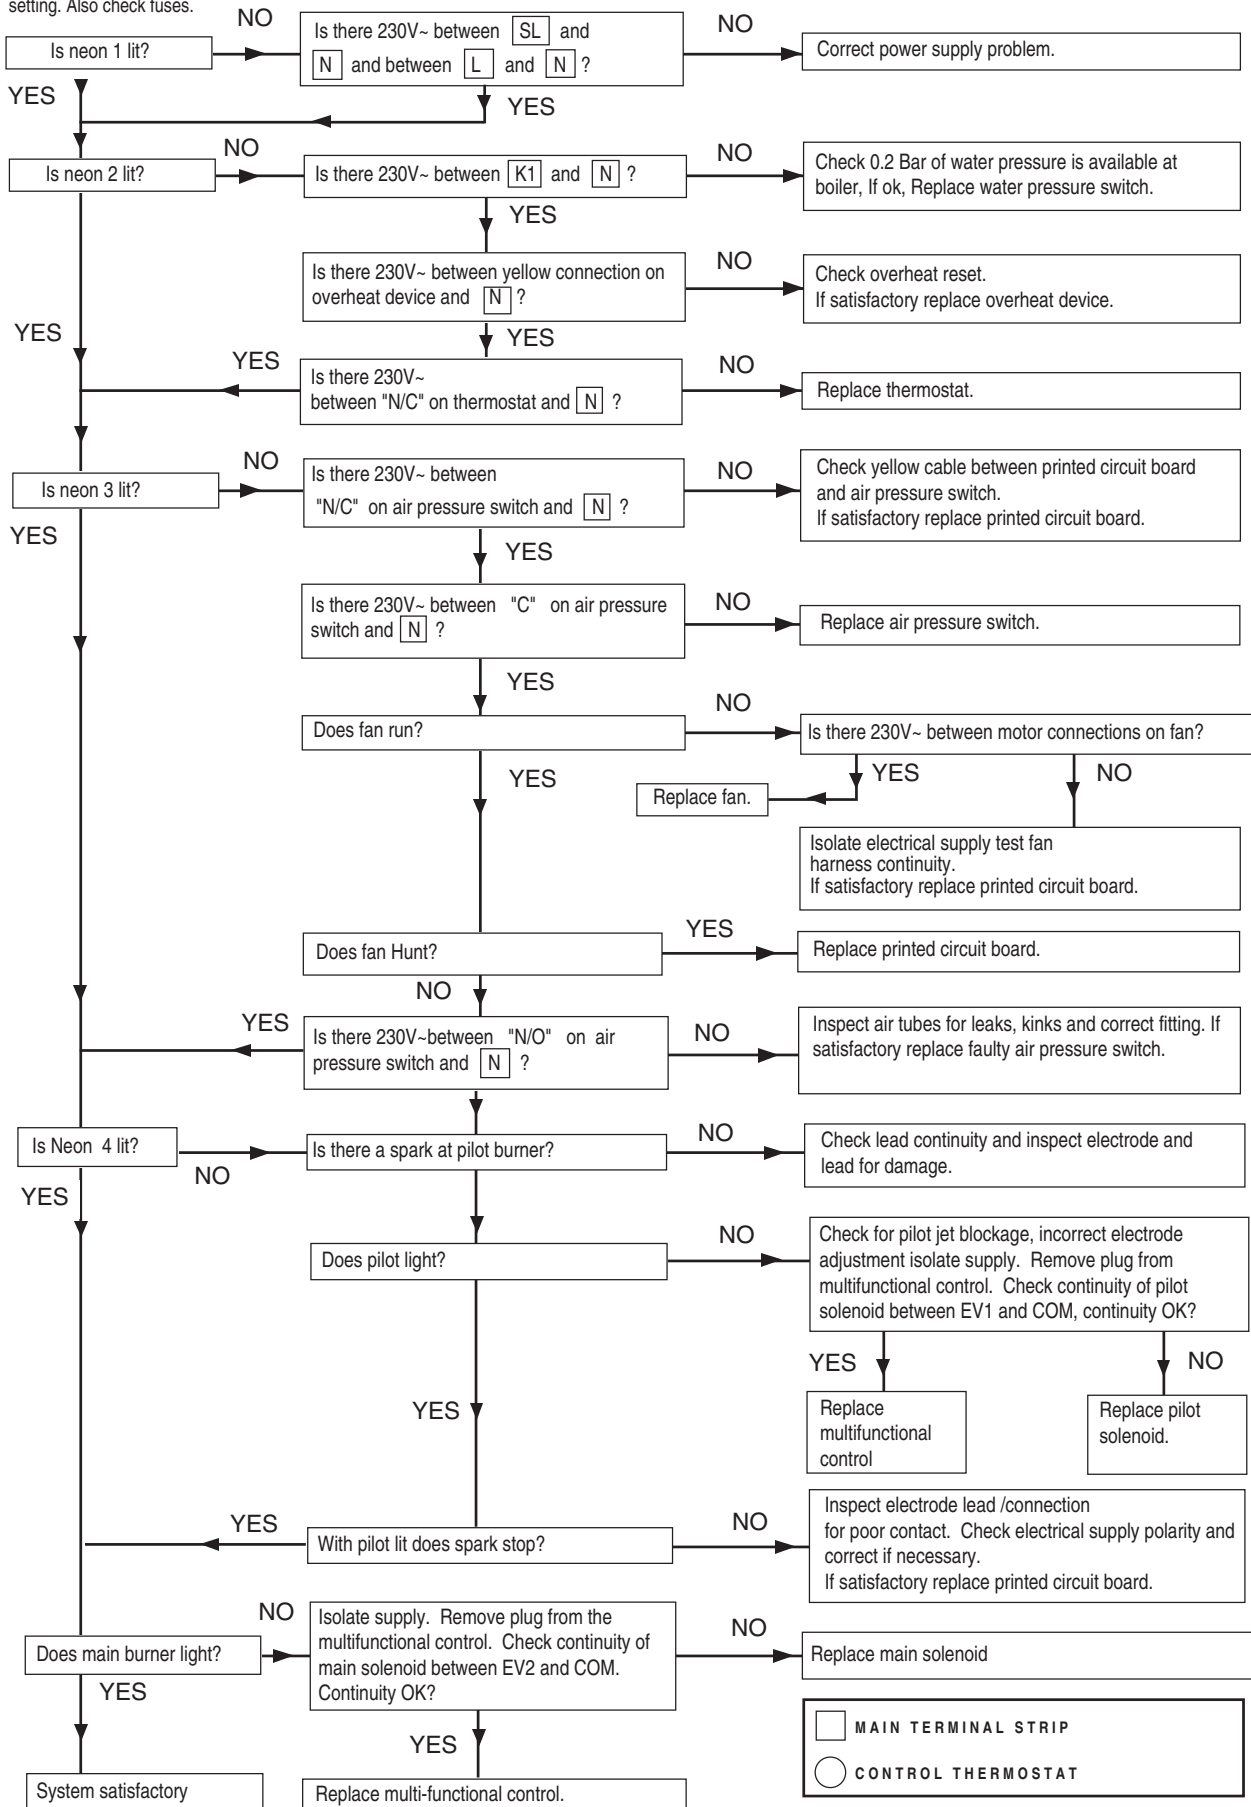 setting. Also check fuses.
Is neon 1 lit?
NO
Is there 230V~ between SL and
N and between L and N ?
NO
Correct power supply problem.
YES
YES
Is neon 2 lit?
NO
Is there 230V~ between K1 and N ?
NO
Check 0.2 Bar of water pressure is available at
boiler, If ok, Replace water pressure switch.
YES
Is there 230V~ between yellow connection on
overheat device and N ?
NO
Check overheat reset.
If satisfactory replace overheat device.
YES
YES
YES
Is there 230V~
between "N/C" on thermostat and N ?
NO
Replace thermostat.
Is neon 3 lit?
NO
Is there 230V~ between
"N/C" on air pressure switch and N ?
NO
Check yellow cable between printed circuit board
and air pressure switch.
If satisfactory replace printed circuit board.
YES
YES
Is there 230V~ between "C" on air pressure
switch and N ?
NO
Replace air pressure switch.
YES
Does fan run?
NO
Is there 230V~ between motor connections on fan?
YES
YES
NO
Replace fan.
Isolate electrical supply test fan
harness continuity.
If satisfactory replace printed circuit board.
Does fan Hunt?
YES
Replace printed circuit board.
NO
YES
Is there 230V~between "N/O" on air
pressure switch and N ?
NO
Inspect air tubes for leaks, kinks and correct fitting. If
satisfactory replace faulty air pressure switch.
Is Neon 4 lit?
NO
Is there a spark at pilot burner?
NO
Check lead continuity and inspect electrode and
lead for damage.
YES
Does pilot light?
NO
Check for pilot jet blockage, incorrect electrode
adjustment isolate supply. Remove plug from
multifunctional control. Check continuity of pilot
solenoid between EV1 and COM, continuity OK?
YES
NO
YES
Replace
multifunctional
control
Replace pilot
solenoid.
YES
With pilot lit does spark stop?
NO
Inspect electrode lead /connection
for poor contact. Check electrical supply polarity and
correct if necessary.
If satisfactory replace printed circuit board.
Does main burner light?
NO
Isolate supply. Remove plug from the
multifunctional control. Check continuity of
main solenoid between EV2 and COM.
Continuity OK?
NO
Replace main solenoid
YES
YES
MAIN TERMINAL STRIP
CONTROL THERMOSTAT
System satisfactory
Replace multi-functional control.